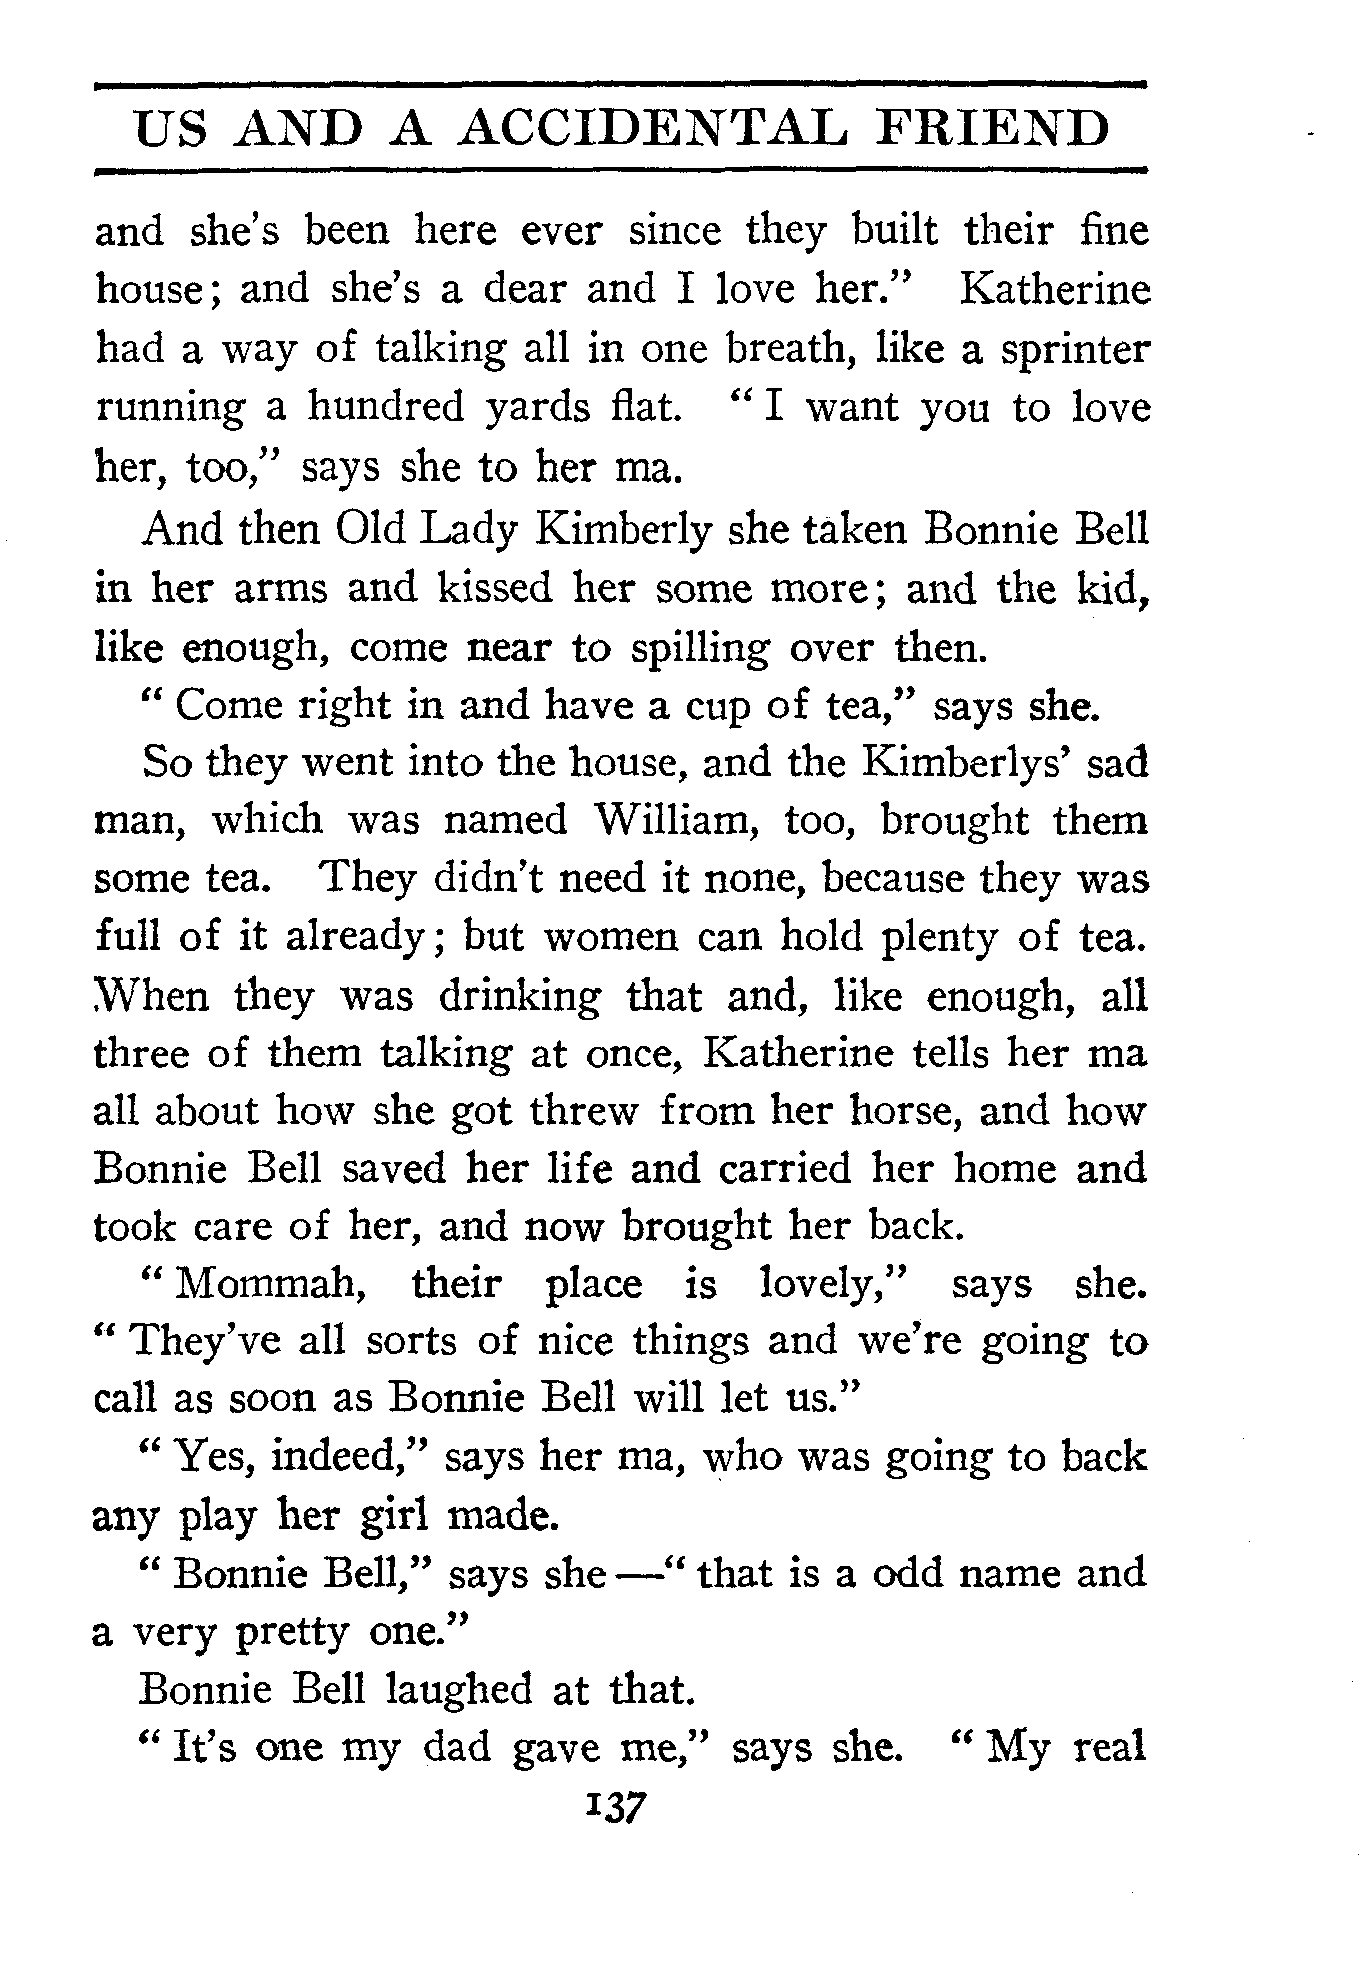 US AND A ACCIDENTAL FRIEND
and she's been here ever since they built their fine
house; and she's a dear and I love her." Katherine
had a way of talking all in one breath, like a sprinter
running a hundred yards flat. "I want you to love
her, too," says she to her ma.
And then Old Lady Kimberly she taken Bonnie Bell
in her arms and kissed her some more; and the kid,
like enough, come near to spilling over then.
"Come right in and have a cup of tea," says she.
So they went into the house, and the Kimberlys' sad
man, which was named William, too, brought them
some tea. They didn't need it none, because they was
full of it already; but women can hold plenty of tea.
When they was drinking that and, like enough, all
three of them talking at once, Katherine tells her ma
all about how she got threw from her horse, and how
Bonnie Bell saved her life and carried her home and
took care of her, and now brought her back.
"Mommah, their place is lovely," says she.
"They've all sorts of nice things and we're going to
call as soon as Bonnie Bell will let us."
"Yes, indeed," says her ma, who was going to back
any play her girl made.
"Bonnie Bell," says she—"that is a odd name and
a very pretty one."
Bonnie Bell laughed at that.
"It's one my dad gave me," says she. "My real
137